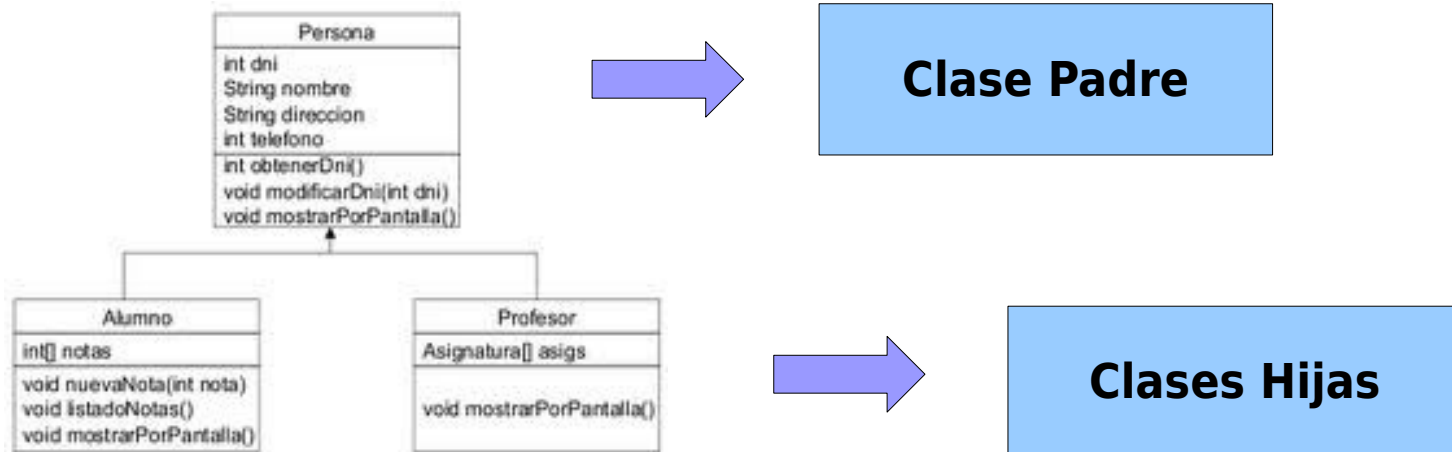 Persona
int dni
String nombre
String direccion
int telefono
int obtenerDni()
void modificarDni(int dni)
void mostrarPorPantalla()
Clase Padre
Alumno
int[] notas
void nuevaNota(int nota)
void listadoNotas()
void mostrarPorPantalla()
Profesor
Asignatura[] asigs
void mostrarPorPantalla()
Clases Hijas